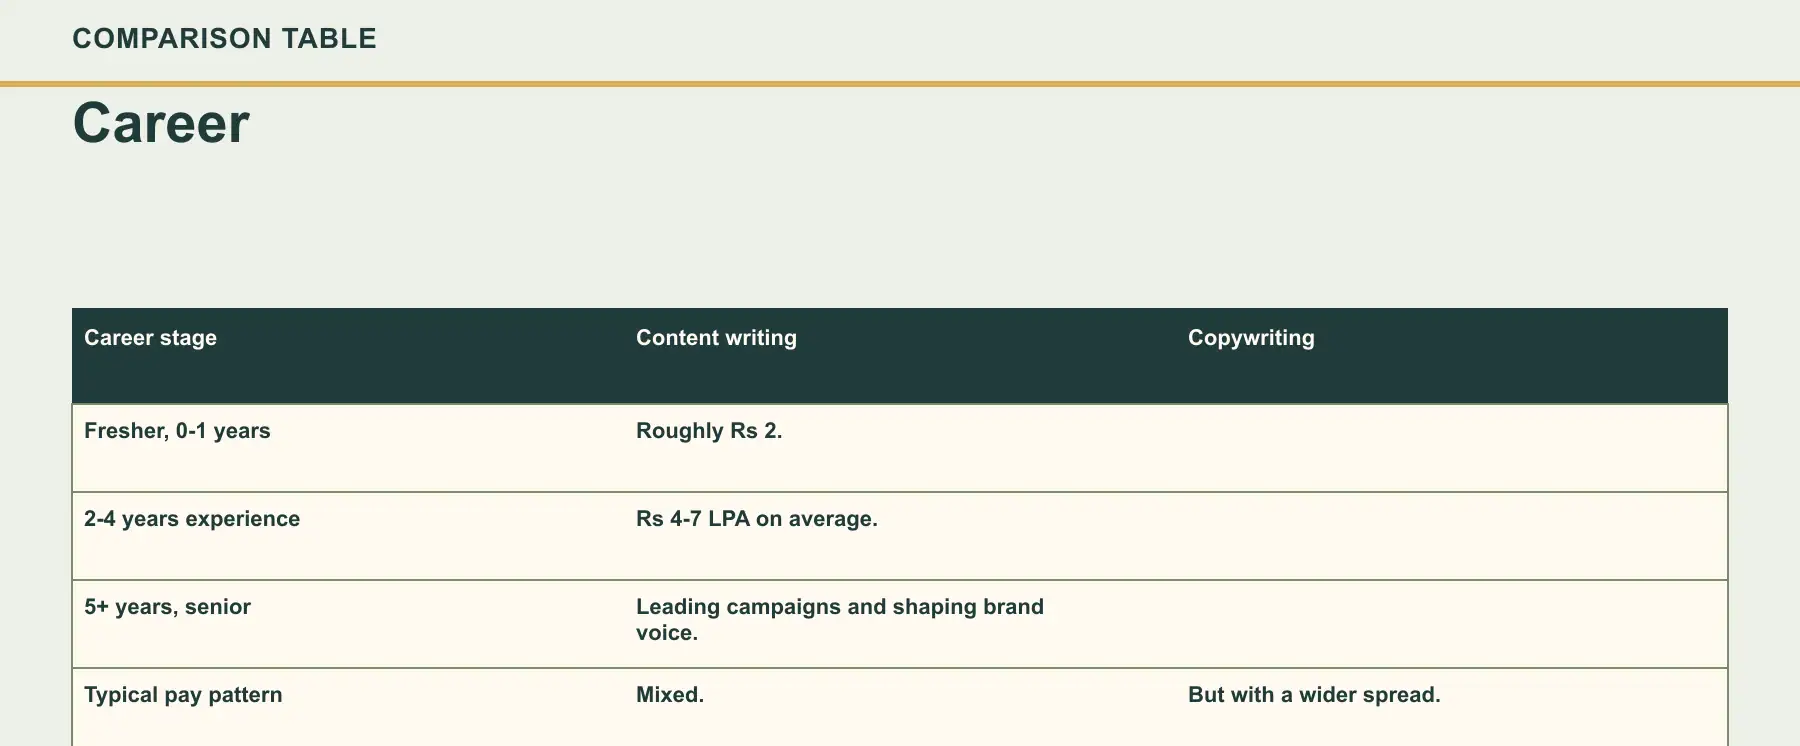 COMPARISON TABLE
Career
Career stage Content writing Copywriting
Fresher, 0-1 years Roughly Rs 2.
2-4 years experience Rs 4-7 LPA on average.
5+ years, senior Leading campaigns and shaping brand
voice.
Typical pay pattern Mixed. But with a wider spread.